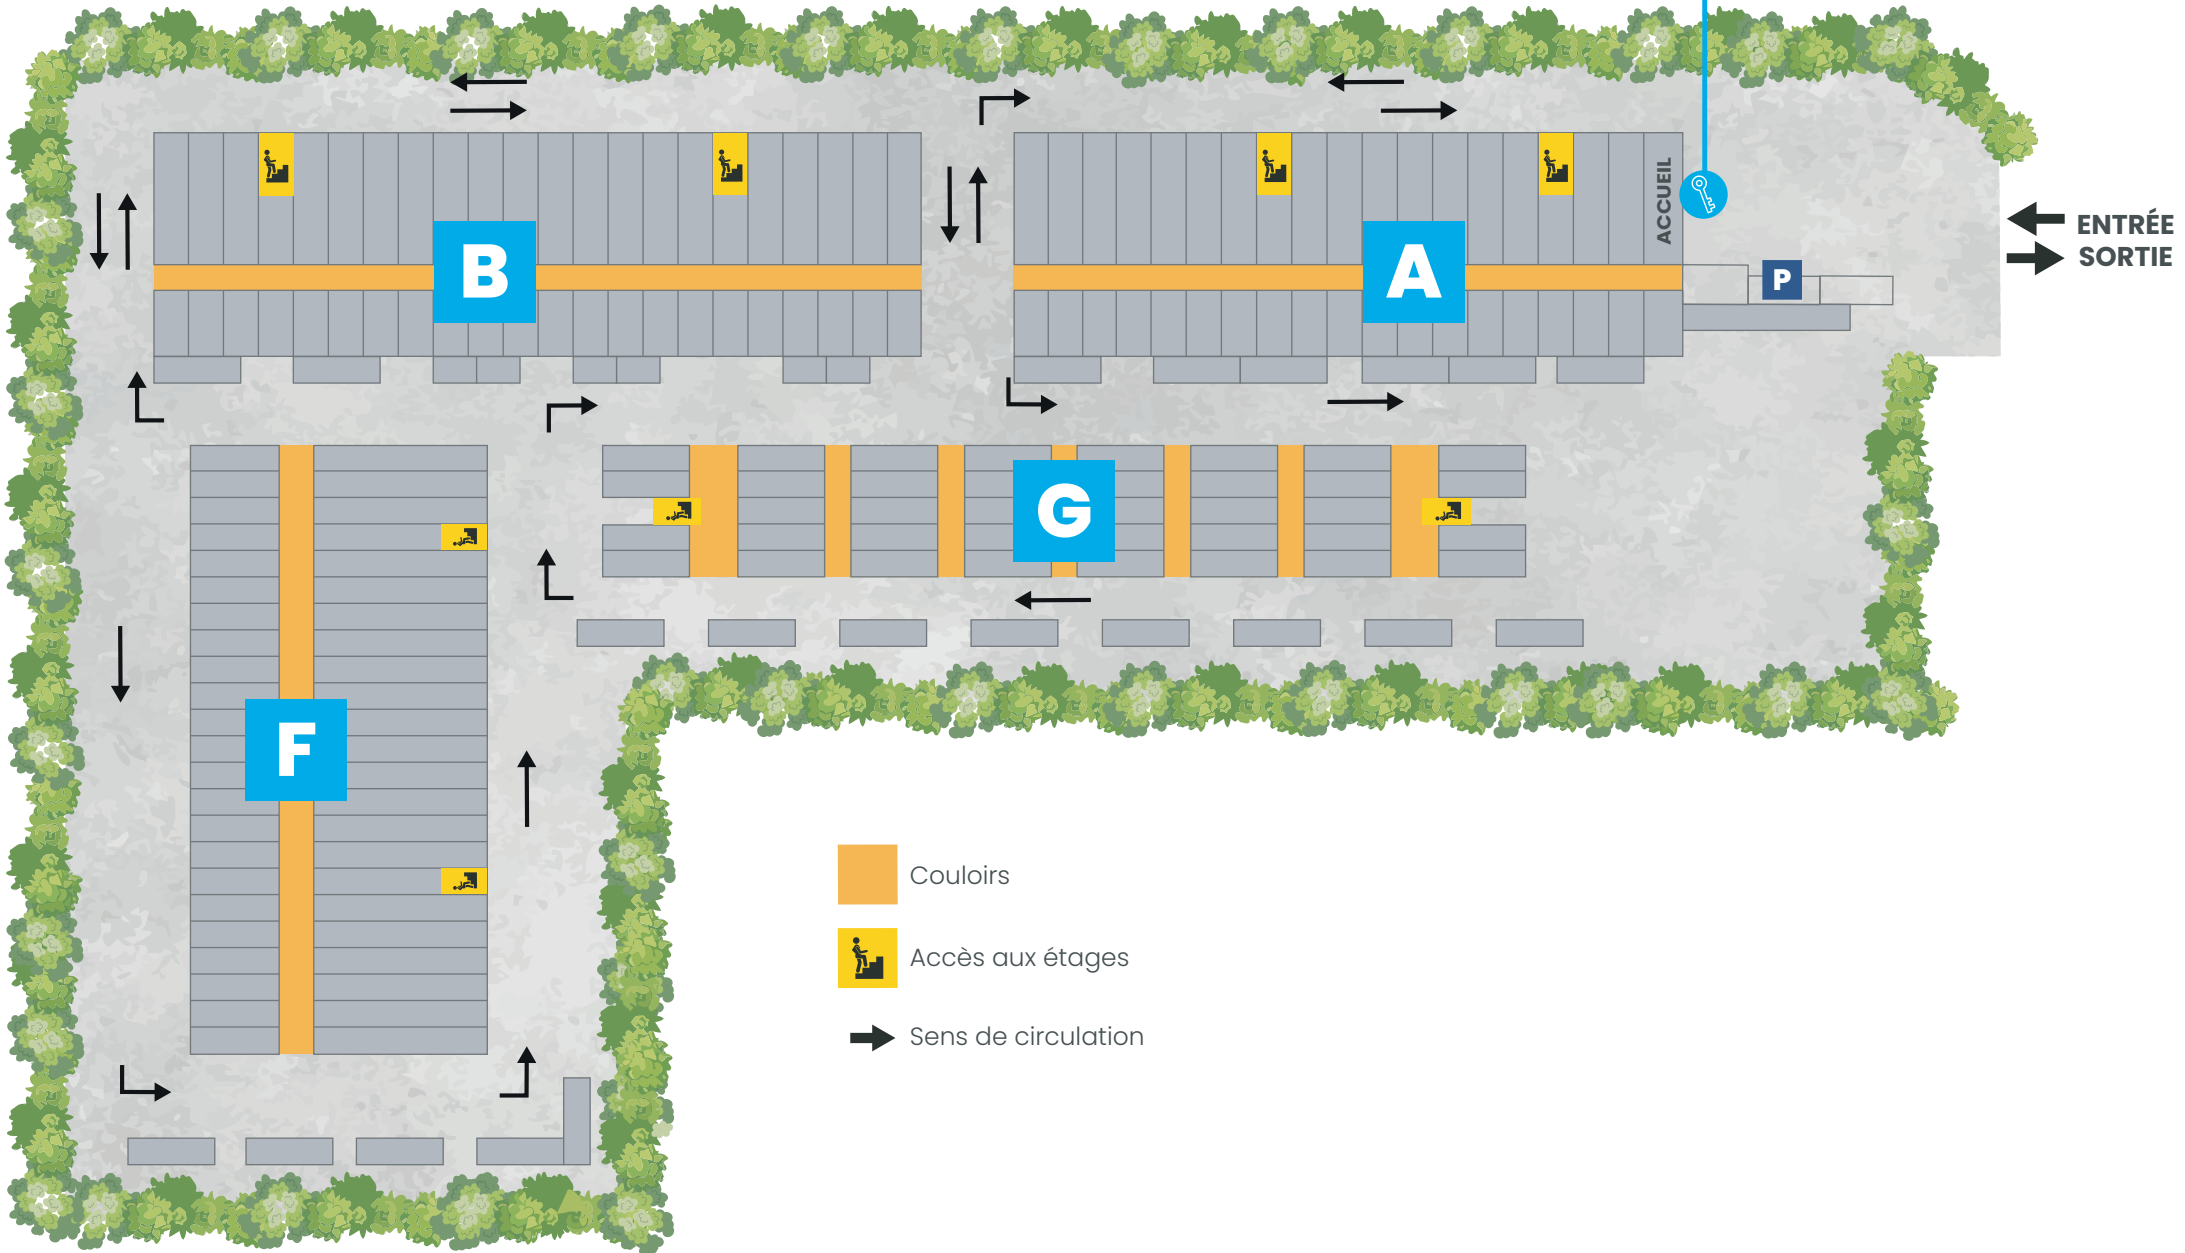 ACCUEIL
ENTRÉE
SORTIE
B
A
P
G
F
Couloirs
Accès aux étages
Sens de circulation